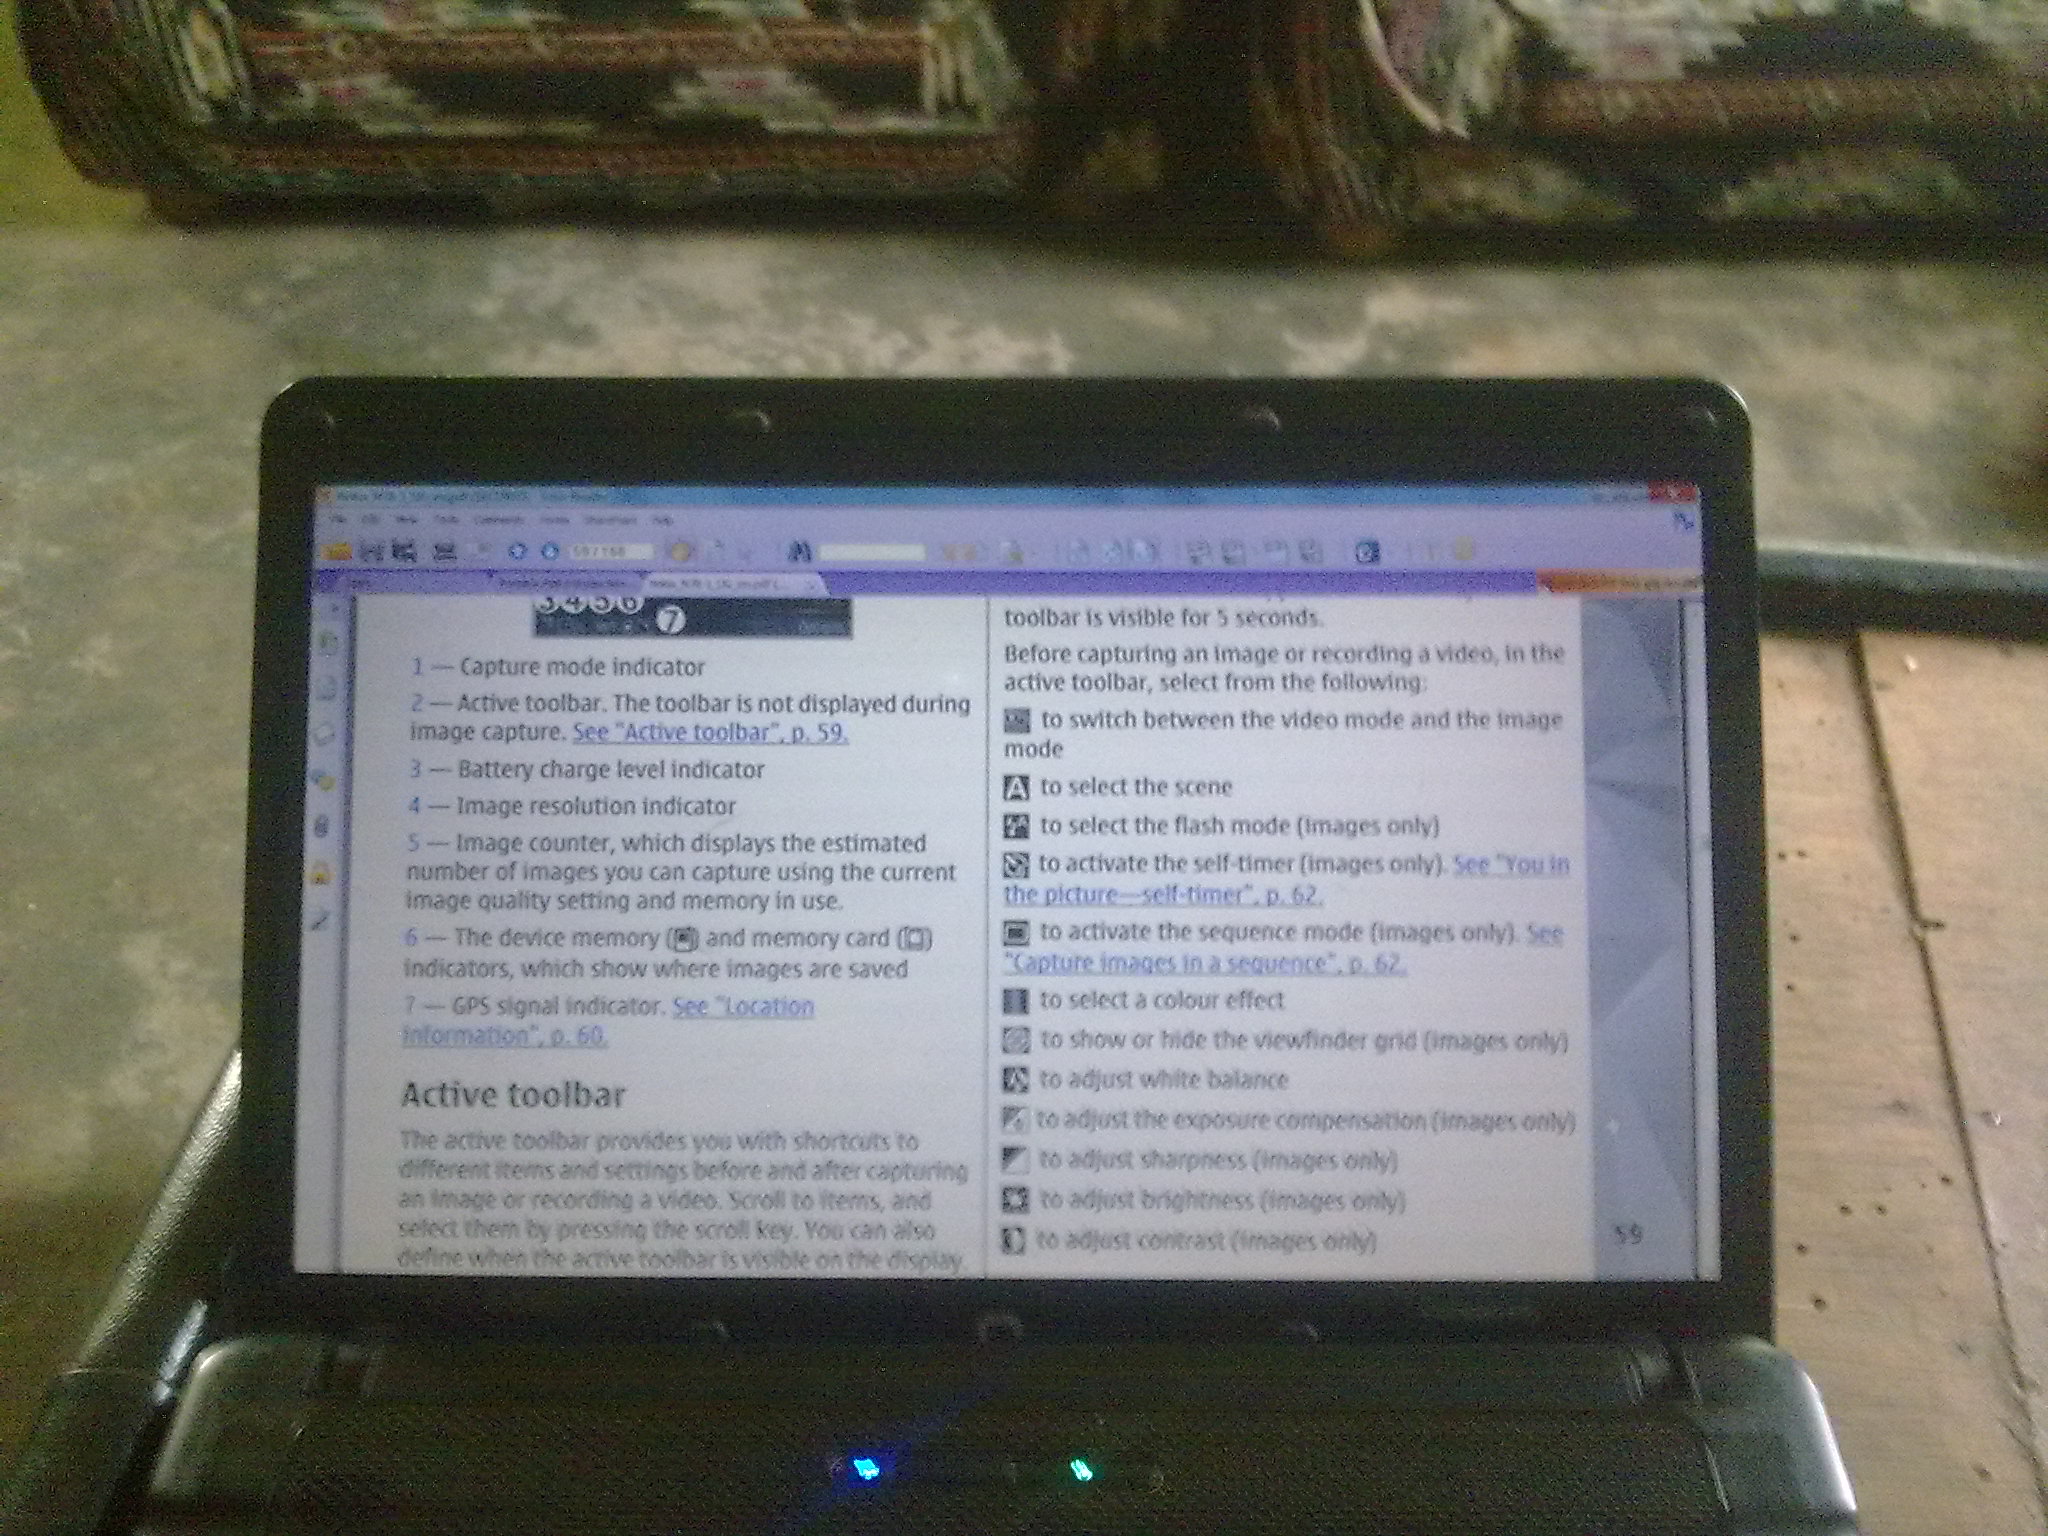 59 / 168
3 4 5 6
7
1 — Capture mode indicator
2 — Active toolbar. The toolbar is not displayed during
image capture. See "Active toolbar", p. 59.
3 — Battery charge level indicator
4 — Image resolution indicator
5 — Image counter, which displays the estimated
number of images you can capture using the current
image quality setting and memory in use.
6 — The device memory ( ) and memory card ( )
indicators, which show where images are saved
7 — GPS signal indicator. See "Location
information", p. 60.
Active toolbar
The active toolbar provides you with shortcuts to
different items and settings before and after capturing
an image or recording a video. Scroll to items, and
select them by pressing the scroll key. You can also
define when the active toolbar is visible on the display.
toolbar is visible for 5 seconds.
Before capturing an image or recording a video, in the
active toolbar, select from the following:
to switch between the video mode and the image
mode
A to select the scene
to select the flash mode (images only)
to activate the self-timer (images only). See "You in
the picture—self-timer", p. 62.
to activate the sequence mode (images only). See
"Capture images in a sequence", p. 62.
to select a colour effect
to show or hide the viewfinder grid (images only)
to adjust white balance
to adjust the exposure compensation (images only)
to adjust sharpness (images only)
to adjust brightness (images only)
to adjust contrast (images only)
59